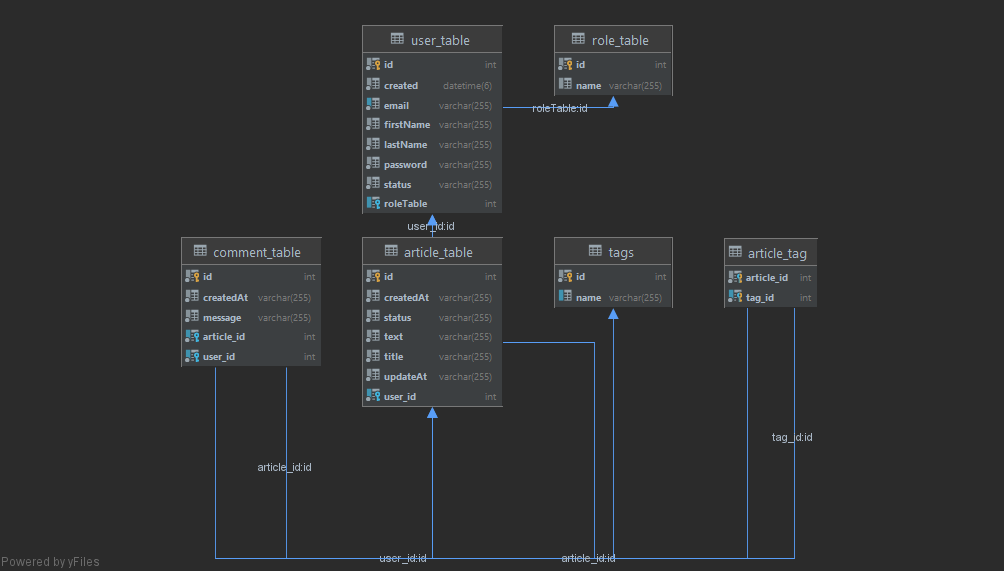 user_table
id int
created datetime(6)
email varchar(255)
firstName varchar(255)
lastName varchar(255)
password varchar(255)
status varchar(255)
roleTable int
role_table
id int
name varchar(255)
roleTable:id
user_id:id
comment_table
id int
createdAt varchar(255)
message varchar(255)
article_id int
user_id int
article_table
id int
createdAt varchar(255)
status varchar(255)
text varchar(255)
title varchar(255)
updateAt varchar(255)
user_id int
tags
id int
name varchar(255)
article_tag
article_id int
tag_id int
tag_id:id
article_id:id
user_id:id
article_id:id
Powered by yFiles